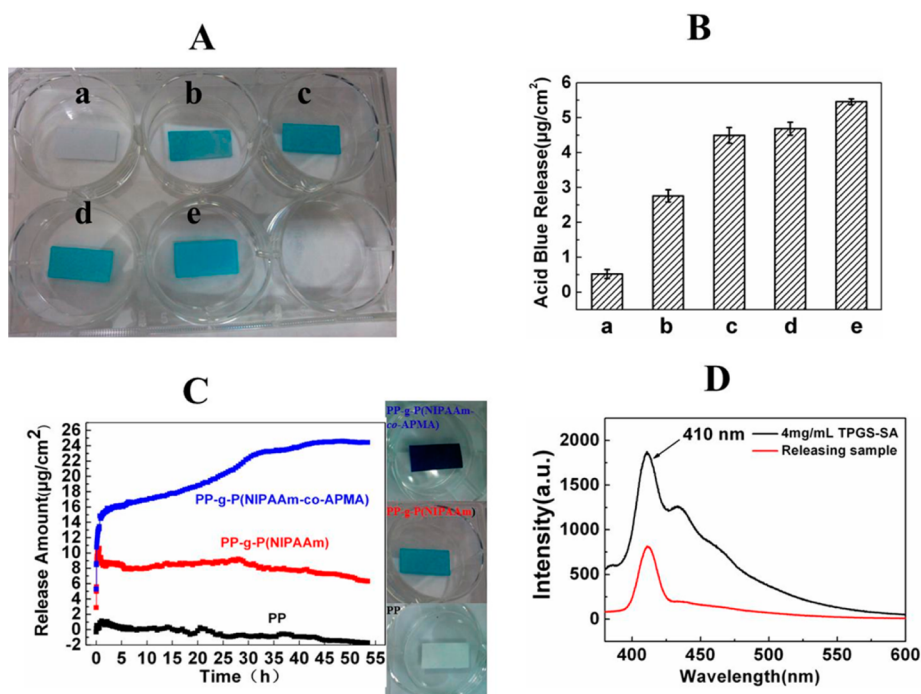 A
a
b
c
d
e
B
Acid Blue Release(μg/cm²)
6
5
4
3
2
1
0
a b c d e
C
Release Amount(μg/cm²)
26
24
22
20
18
16
14
12
10
8
6
4
2
0
-2
PP-g-P(NIPAAm-co-APMA)
PP-g-P(NIPAAm)
PP
0 5 10 15 20 25 30 35 40 45 50 55
Time (h)
PP-g-P(NIPAAm-
co-APMA)
PP-g-P(NIPAAm)
PP
D
Intensity(a.u.)
2000
1500
1000
500
0
410 nm
4mg/mL TPGS-SA
Releasing sample
400 450 500 550 600
Wavelength(nm)